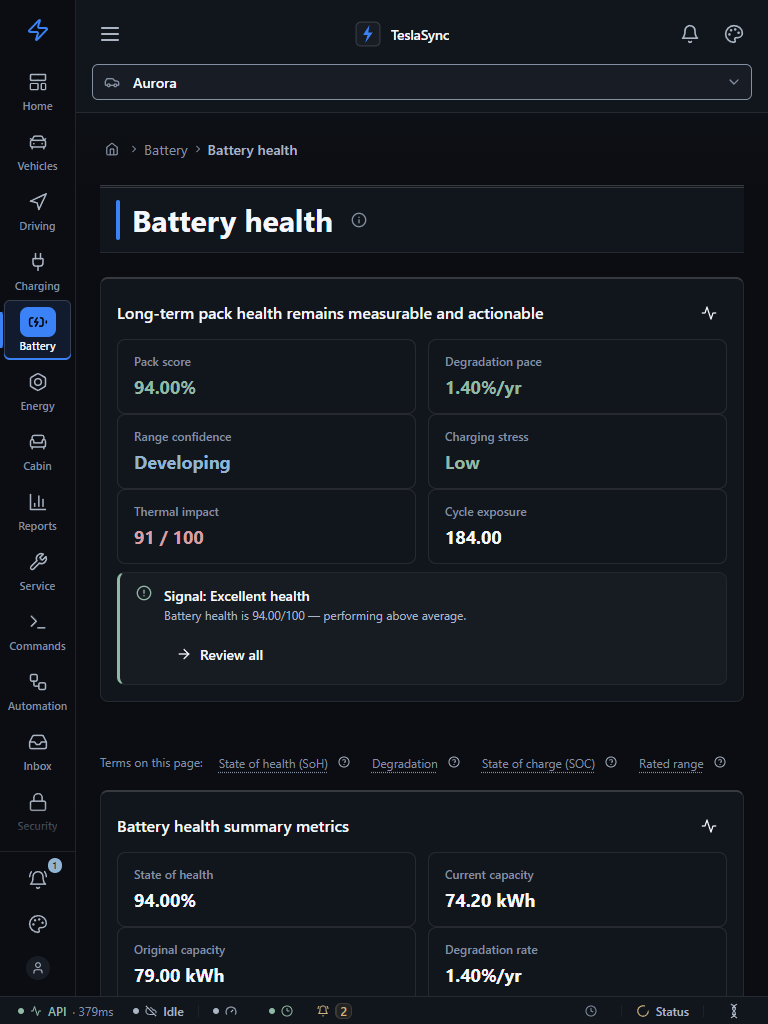 TeslaSync
Aurora
Home
Vehicles
Driving
Charging
Battery
Energy
Cabin
Reports
Service
Commands
Automation
Inbox
Security
1
Battery
Battery health
Battery health
Long-term pack health remains measurable and actionable
Pack score
94.00%
Degradation pace
1.40%/yr
Range confidence
Developing
Charging stress
Low
Thermal impact
91 / 100
Cycle exposure
184.00
Signal: Excellent health
Battery health is 94.00/100 — performing above average.
Review all
Terms on this page: State of health (SoH) Degradation State of charge (SOC) Rated range
Battery health summary metrics
State of health
94.00%
Current capacity
74.20 kWh
Original capacity
79.00 kWh
Degradation rate
1.40%/yr
API · 379ms Idle 2 Status